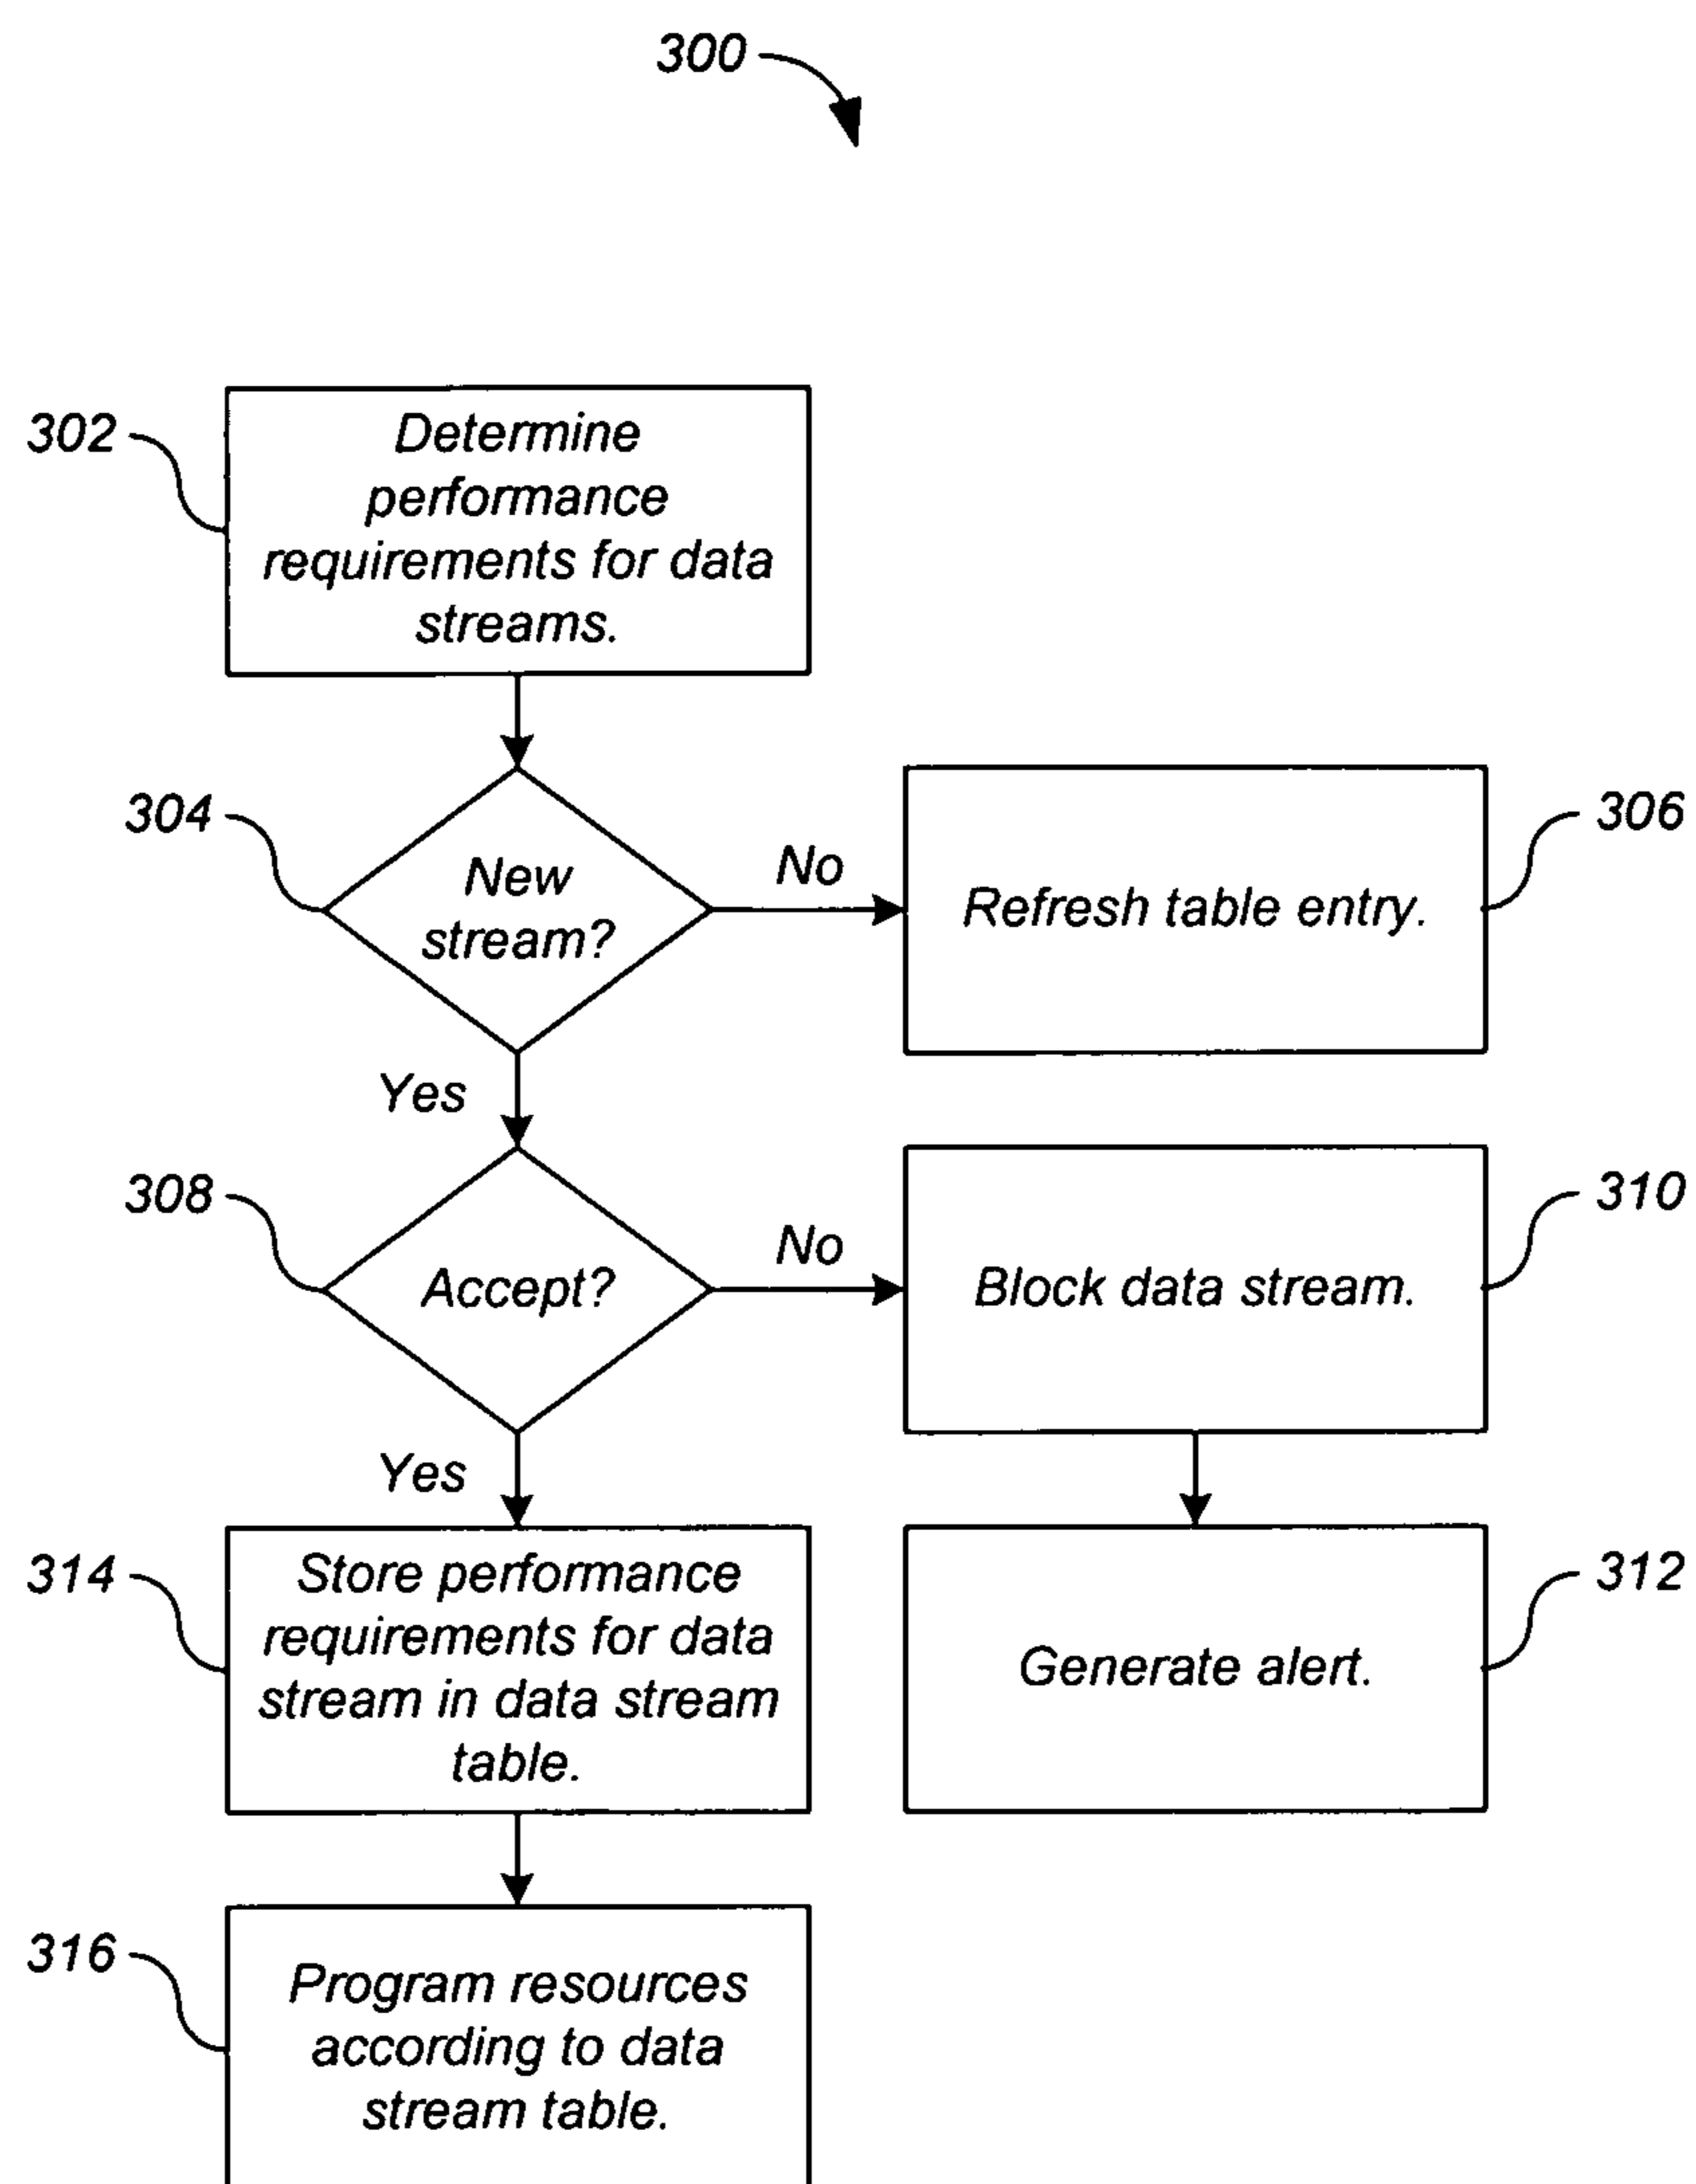 300
302
Determine
performance
requirements for data
streams.
304
New
stream?
No
306
Refresh table entry.
Yes
308
Accept?
No
310
Block data stream.
Yes
314
Store performance
requirements for data
stream in data stream
table.
312
Generate alert.
316
Program resources
according to data
stream table.